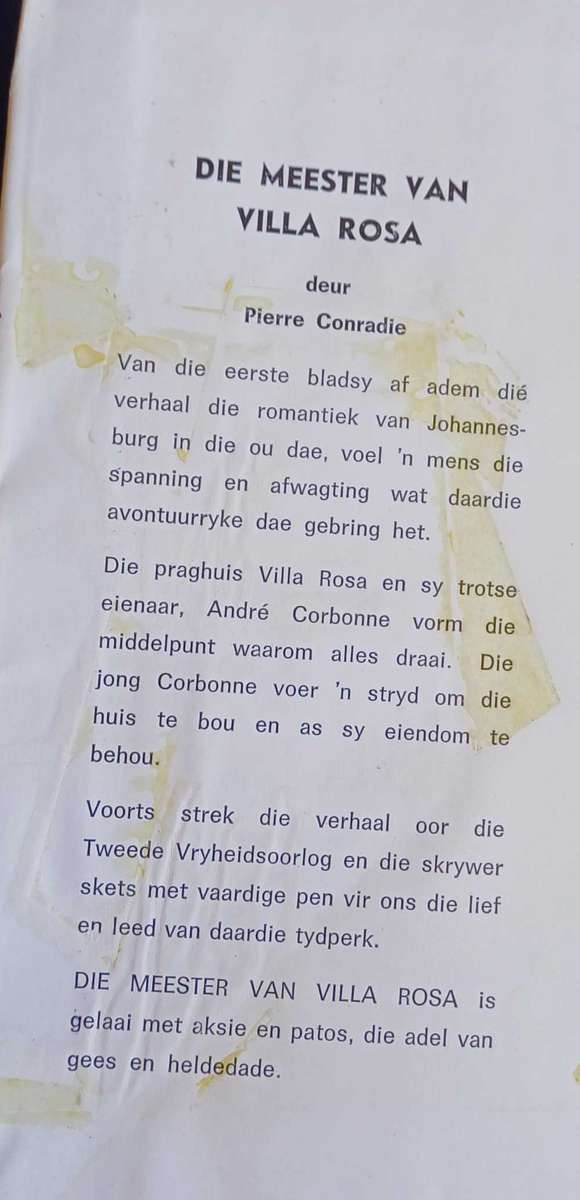 DIE MEESTER VAN
VILLA ROSA
deur
Pierre Conradie
Van die eerste bladsy af adem dié
verhaal die romantiek van Johannes-
burg in die ou dae, voel 'n mens die
spanning en afwagting wat daardie
avontuurryke dae gebring het.
Die praghuis Villa Rosa en sy trotse
eienaar, André Corbonne vorm die
middelpunt waarom alles draai. Die
jong Corbonne voer 'n stryd om die
huis te bou en as sy eiendom te
behou.
Voorts strek die verhaal oor die
Tweede Vryheidsoorlog en die skrywer
skets met vaardige pen vir ons die lief
en leed van daardie tydperk.
DIE MEESTER VAN VILLA ROSA is
gelaai met aksie en patos, die adel van
gees en heldedade.